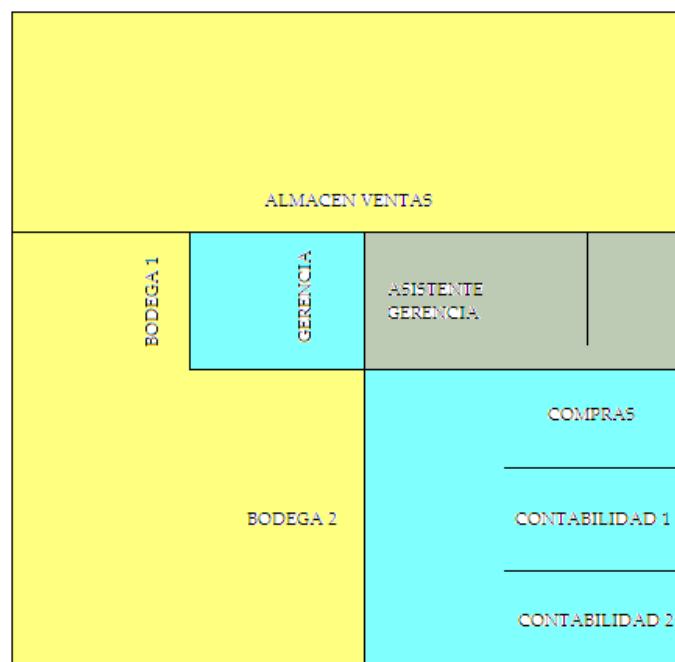 ALMACEN VENTAS
BODEGA 1
GERENCIA
ASISTENTE
GERENCIA
COMPRAS
BODEGA 2
CONTABILIDAD 1
CONTABILIDAD 2